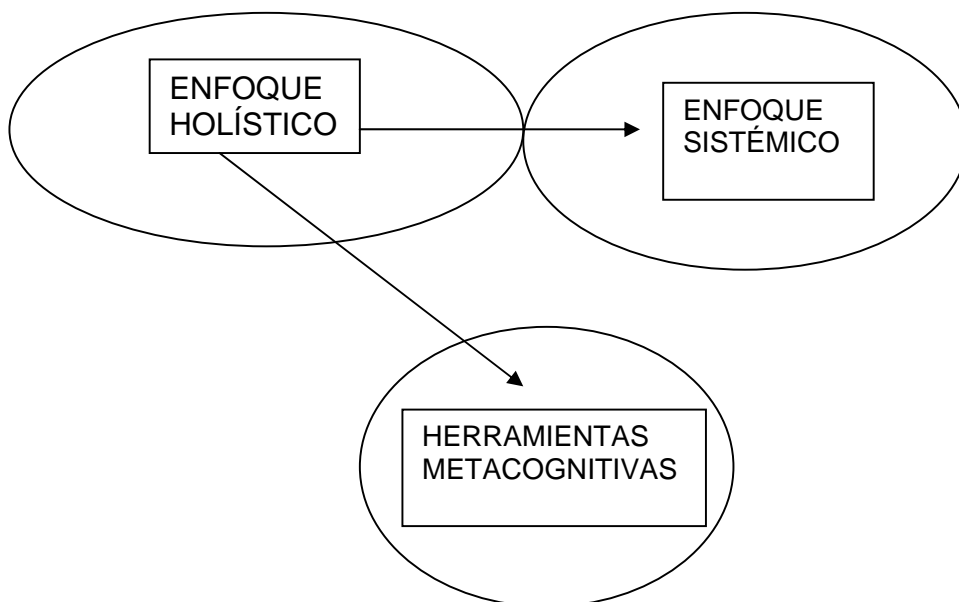 ENFOQUE
HOLÍSTICO
ENFOQUE
SISTÉMICO
HERRAMIENTAS
METACOGNITIVAS